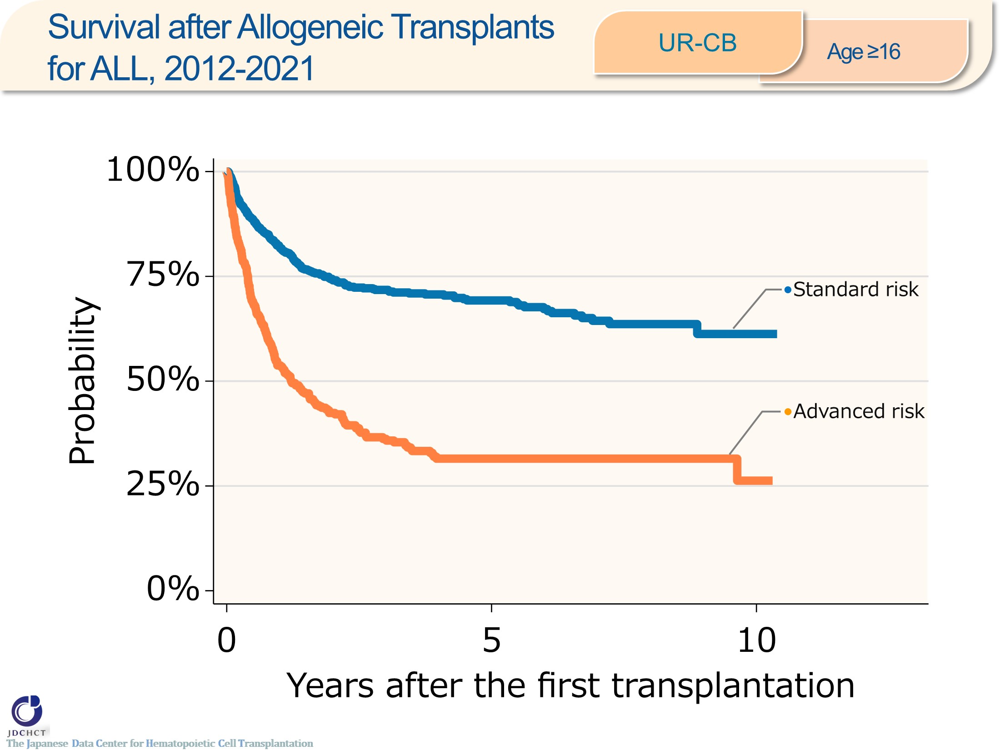 Survival after Allogeneic Transplants
for ALL, 2012-2021
UR-CB
Age ≥16
100%
75%
50%
25%
0%
Probability
Standard risk
Advanced risk
0
5
10
Years after the first transplantation
JDCHCT
The Japanese Data Center for Hematopoietic Cell Transplantation